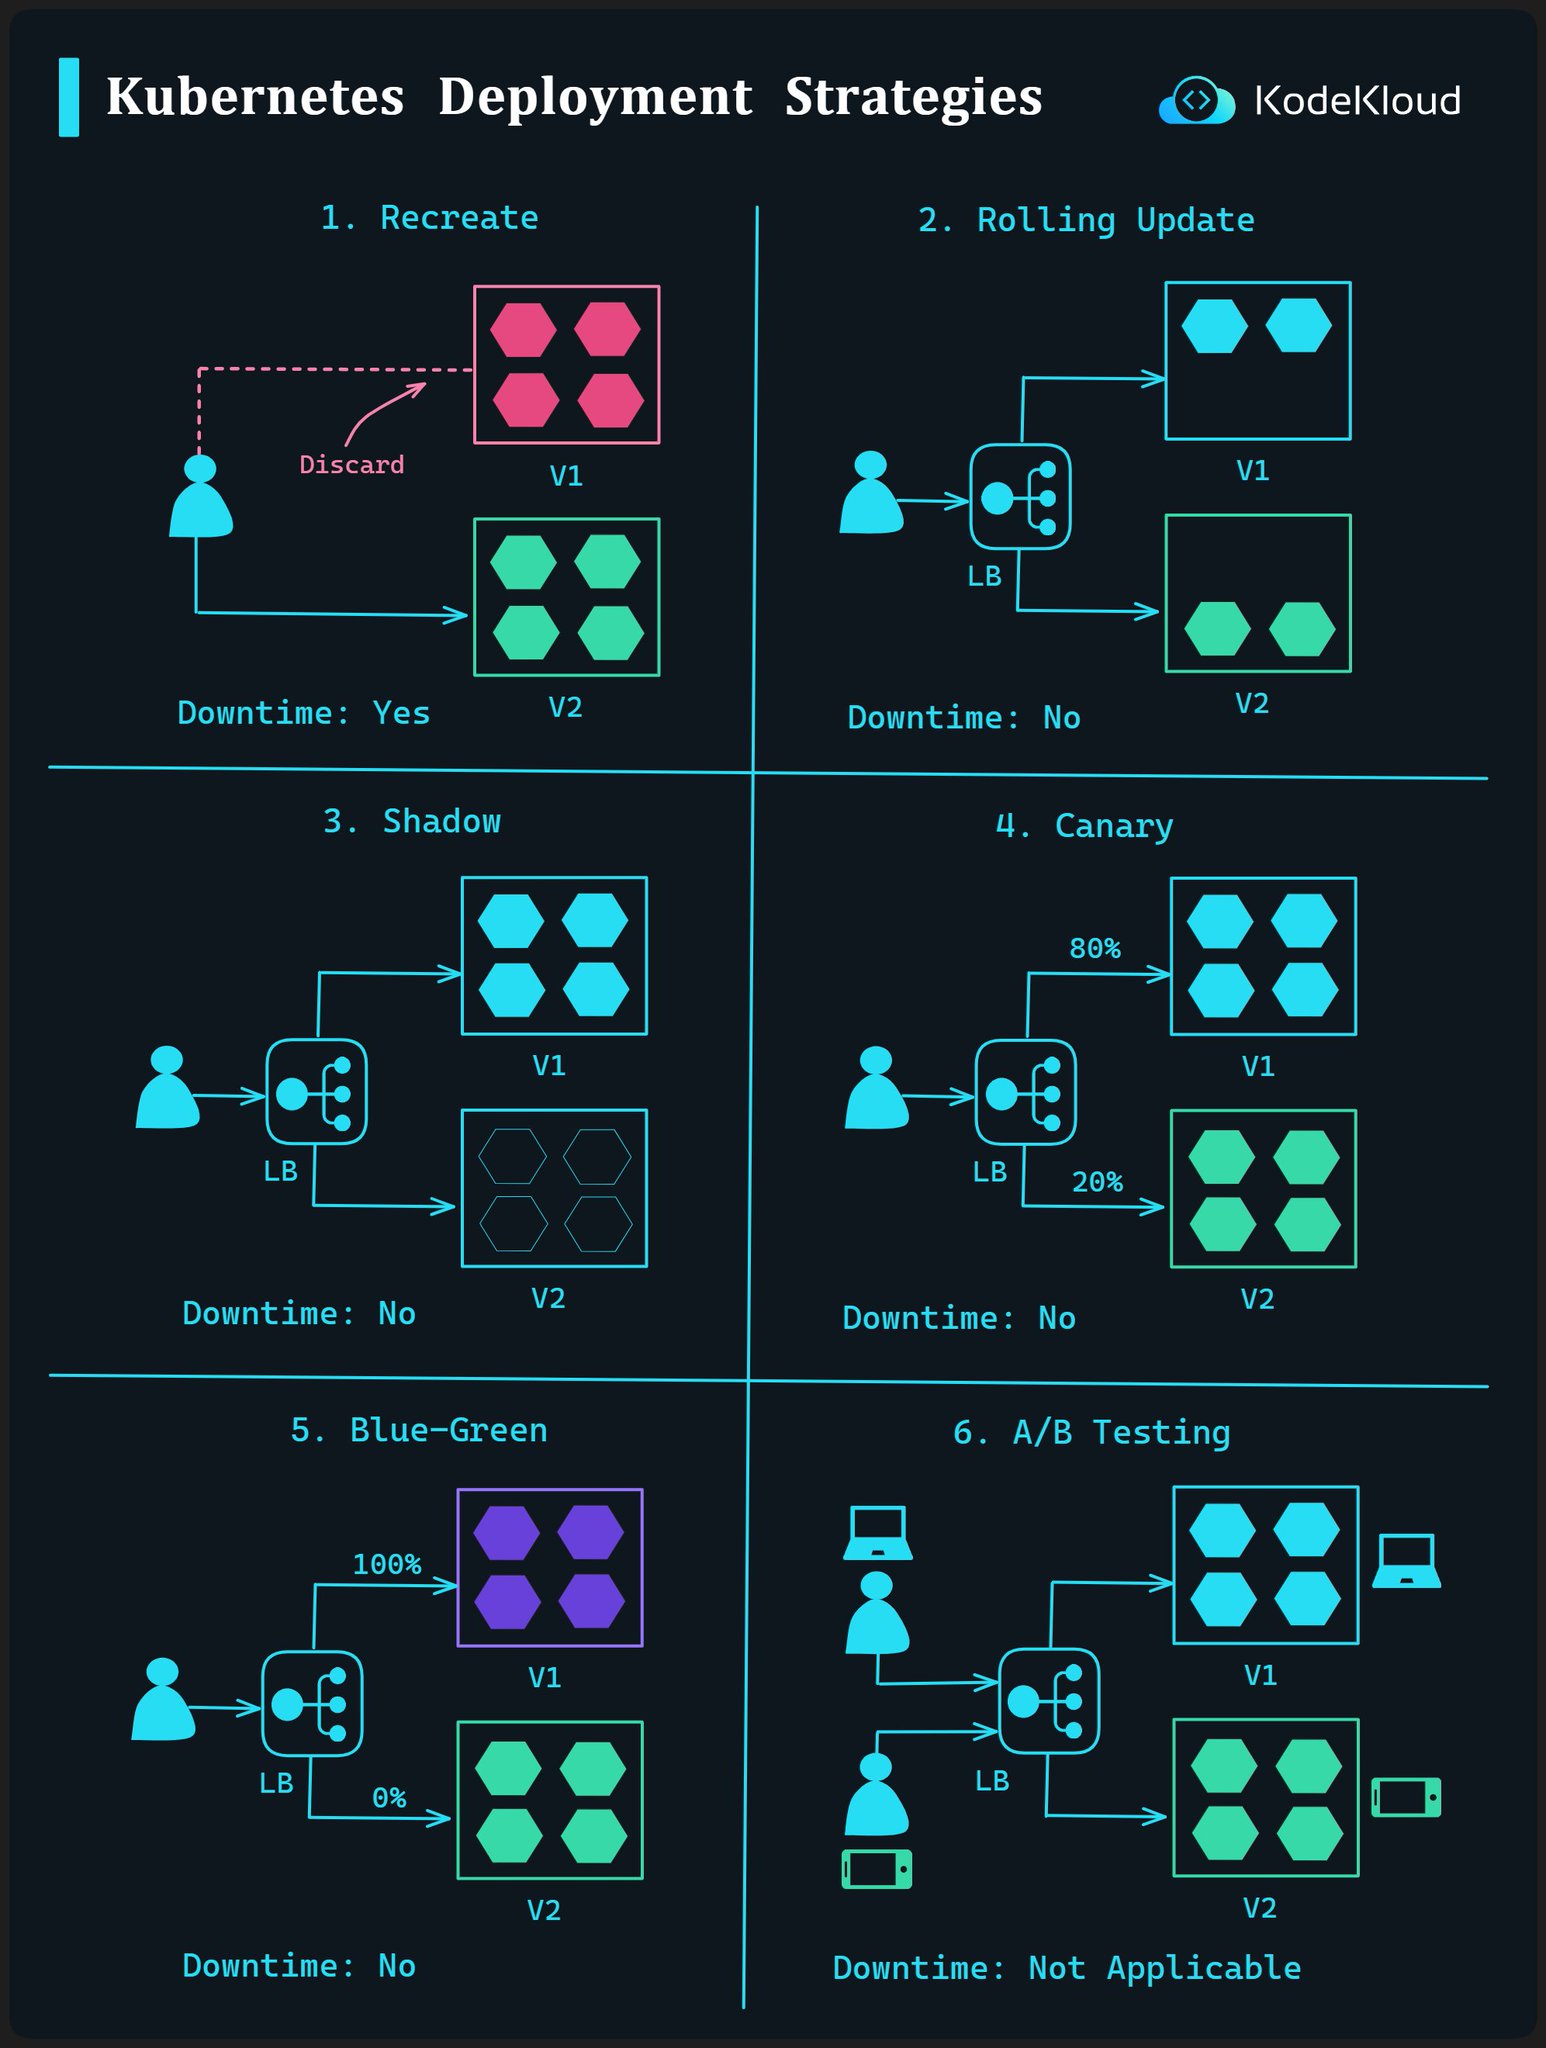 Kubernetes Deployment Strategies
KodeKloud
1. Recreate
Discard
V1
V2
Downtime: Yes
2. Rolling Update
V1
LB
V2
Downtime: No
3. Shadow
V1
LB
V2
Downtime: No
4. Canary
80%
V1
LB
20%
V2
Downtime: No
5. Blue-Green
100%
V1
LB
0%
V2
Downtime: No
6. A/B Testing
V1
LB
V2
Downtime: Not Applicable